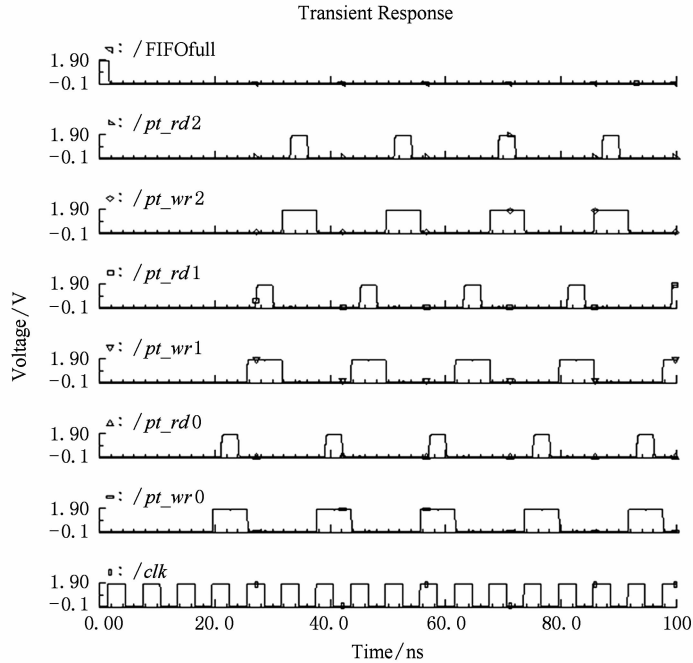 Transient Response
: /FIFOfull
1.90
-0.1
: /pt_rd2
1.90
-0.1
: /pt_wr2
1.90
-0.1
: /pt_rd1
1.90
-0.1
: /pt_wr1
1.90
-0.1
: /pt_rd0
1.90
-0.1
: /pt_wr0
1.90
-0.1
: /clk
1.90
-0.1
0.00 20.0 40.0 60.0 80.0 100
Time/ns
Voltage/V